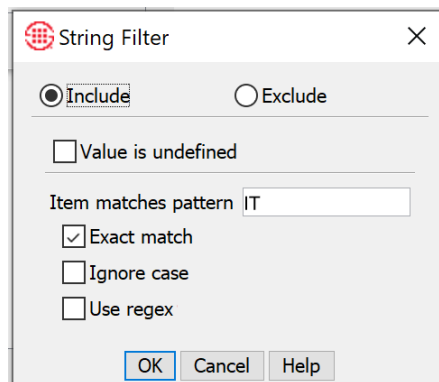 String Filter
Include Exclude
Value is undefined
Item matches pattern IT
Exact match
Ignore case
Use regex
OK Cancel Help